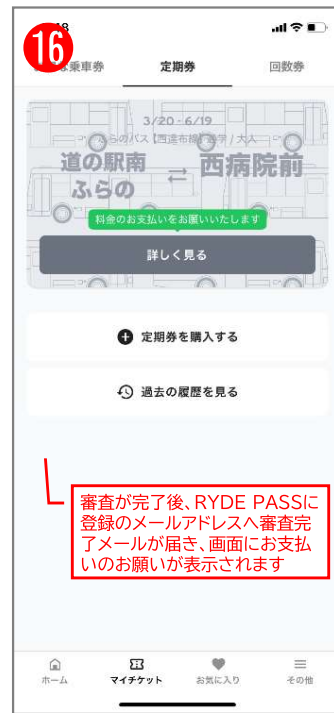 16
18
な乗車券 定期券 回数券
3/20-6/19
ふらのバス【西達布線】通学 / 大人
道の駅南ふらの ⇄ 西病院前
料金のお支払いをお願いいたします
詳しく見る
定期券を購入する
過去の履歴を見る
審査が完了後、RYDE PASSに
登録のメールアドレスへ審査完
了メールが届き、画面にお支払
いのお願いが表示されます
ホーム マイチケット お気に入り その他